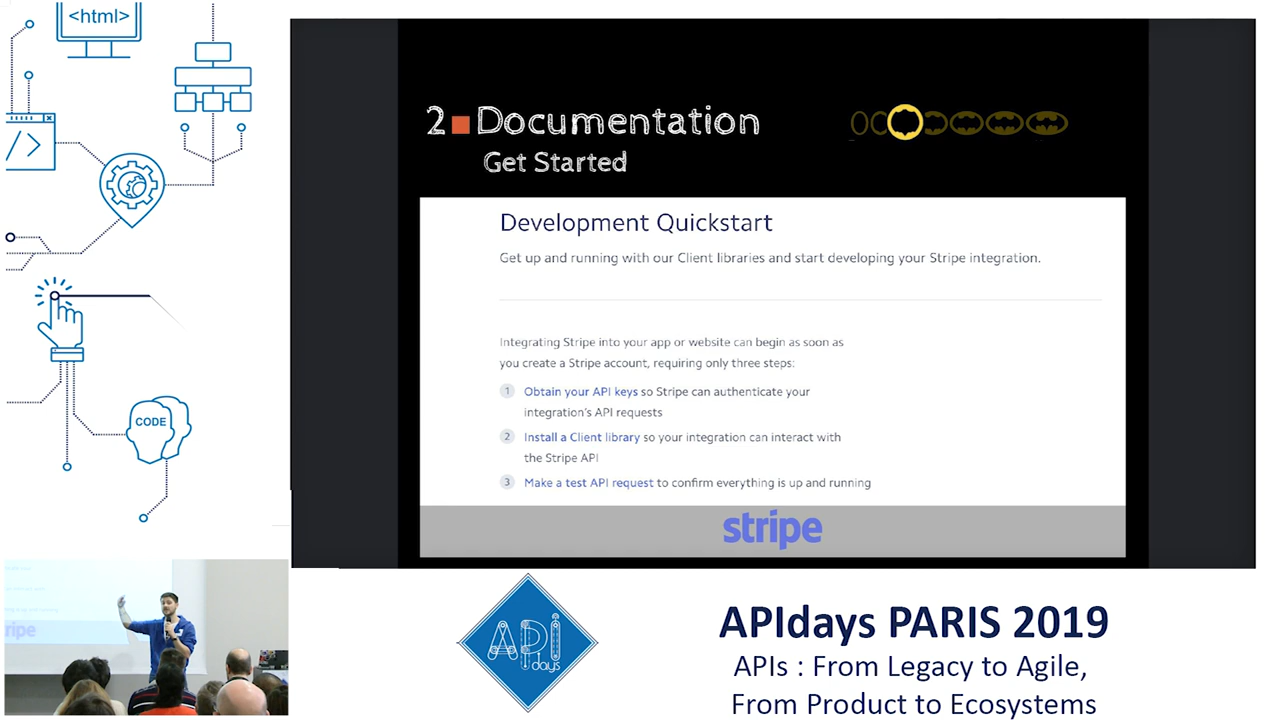 <html>
2 Documentation
Get Started
Development Quickstart
Get up and running with our Client libraries and start developing your Stripe integration.
Integrating Stripe into your app or website can begin as soon as
you create a Stripe account, requiring only three steps:
1 Obtain your API keys so Stripe can authenticate your
integration's API requests
2 Install a Client library so your integration can interact with
the Stripe API
3 Make a test API request to confirm everything is up and running
stripe
</>
CODE
ripe
API
days
APIdays PARIS 2019
APIs : From Legacy to Agile,
From Product to Ecosystems